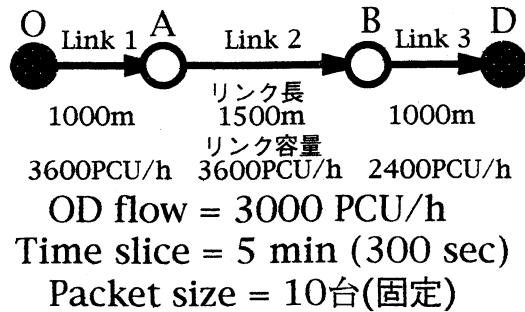 O A B D
Link 1 Link 2 Link 3
リンク長
1000m 1500m 1000m
リンク容量
3600PCU/h 3600PCU/h 2400PCU/h
OD flow = 3000 PCU/h
Time slice = 5 min (300 sec)
Packet size = 10台(固定)